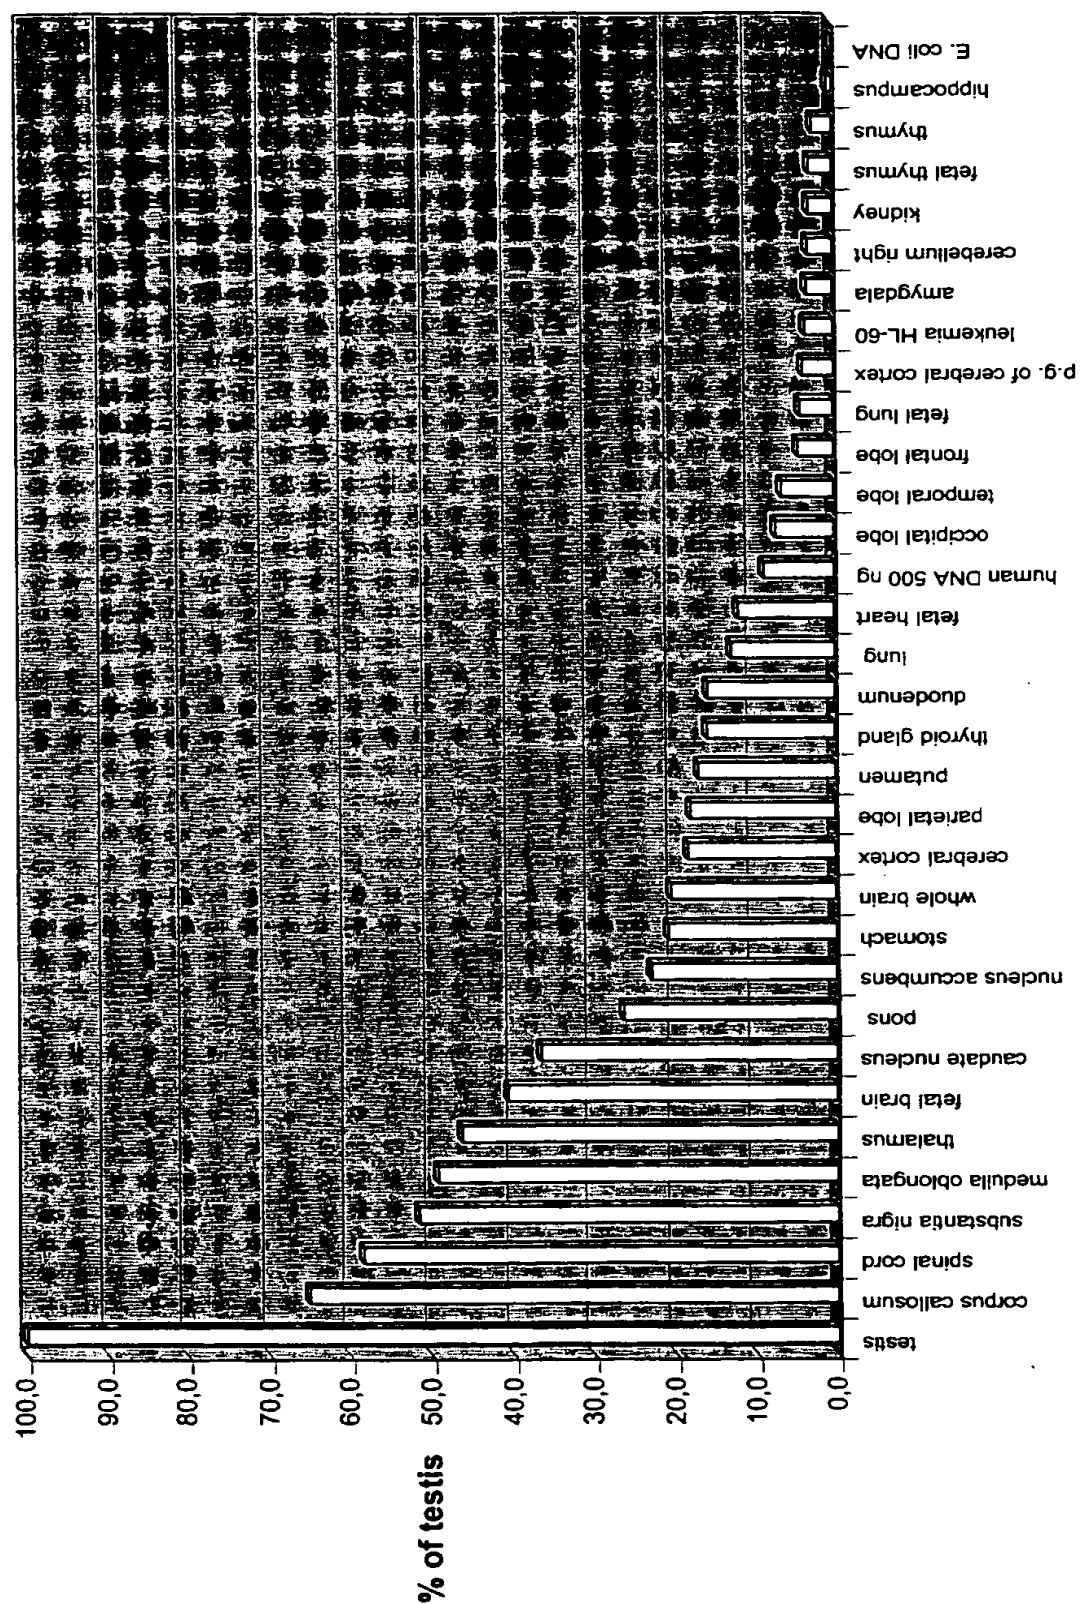 % of testis
100,0
90,0
80,0
70,0
60,0
50,0
40,0
30,0
20,0
10,0
0,0
testis
corpus callosum
spinal cord
substantia nigra
medulla oblongata
thalamus
fetal brain
caudate nucleus
pons
nucleus accumbens
stomach
whole brain
cerebral cortex
parietal lobe
putamen
thyroid gland
duodenum
lung
fetal heart
human DNA 500 ng
occipital lobe
temporal lobe
frontal lobe
fetal lung
p.g. of cerebral cortex
leukemia HL-60
amygdala
cerebellum right
kidney
fetal thymus
thymus
hippocampus
E. coli DNA